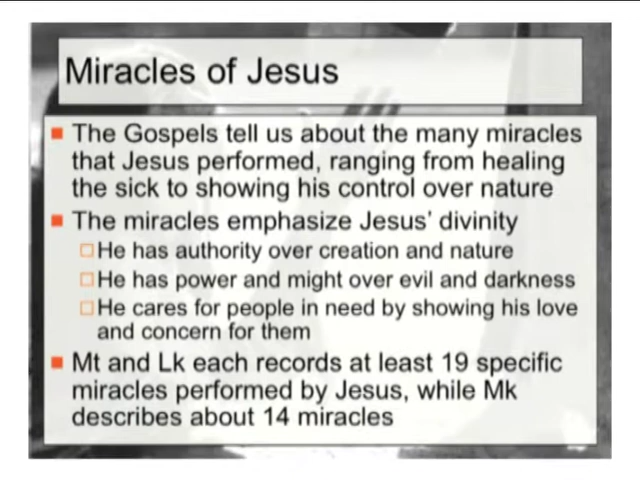 Miracles of Jesus
The Gospels tell us about the many miracles
that Jesus performed, ranging from healing
the sick to showing his control over nature
The miracles emphasize Jesus' divinity
He has authority over creation and nature
He has power and might over evil and darkness
He cares for people in need by showing his love
and concern for them
Mt and Lk each records at least 19 specific
miracles performed by Jesus, while Mk
describes about 14 miracles